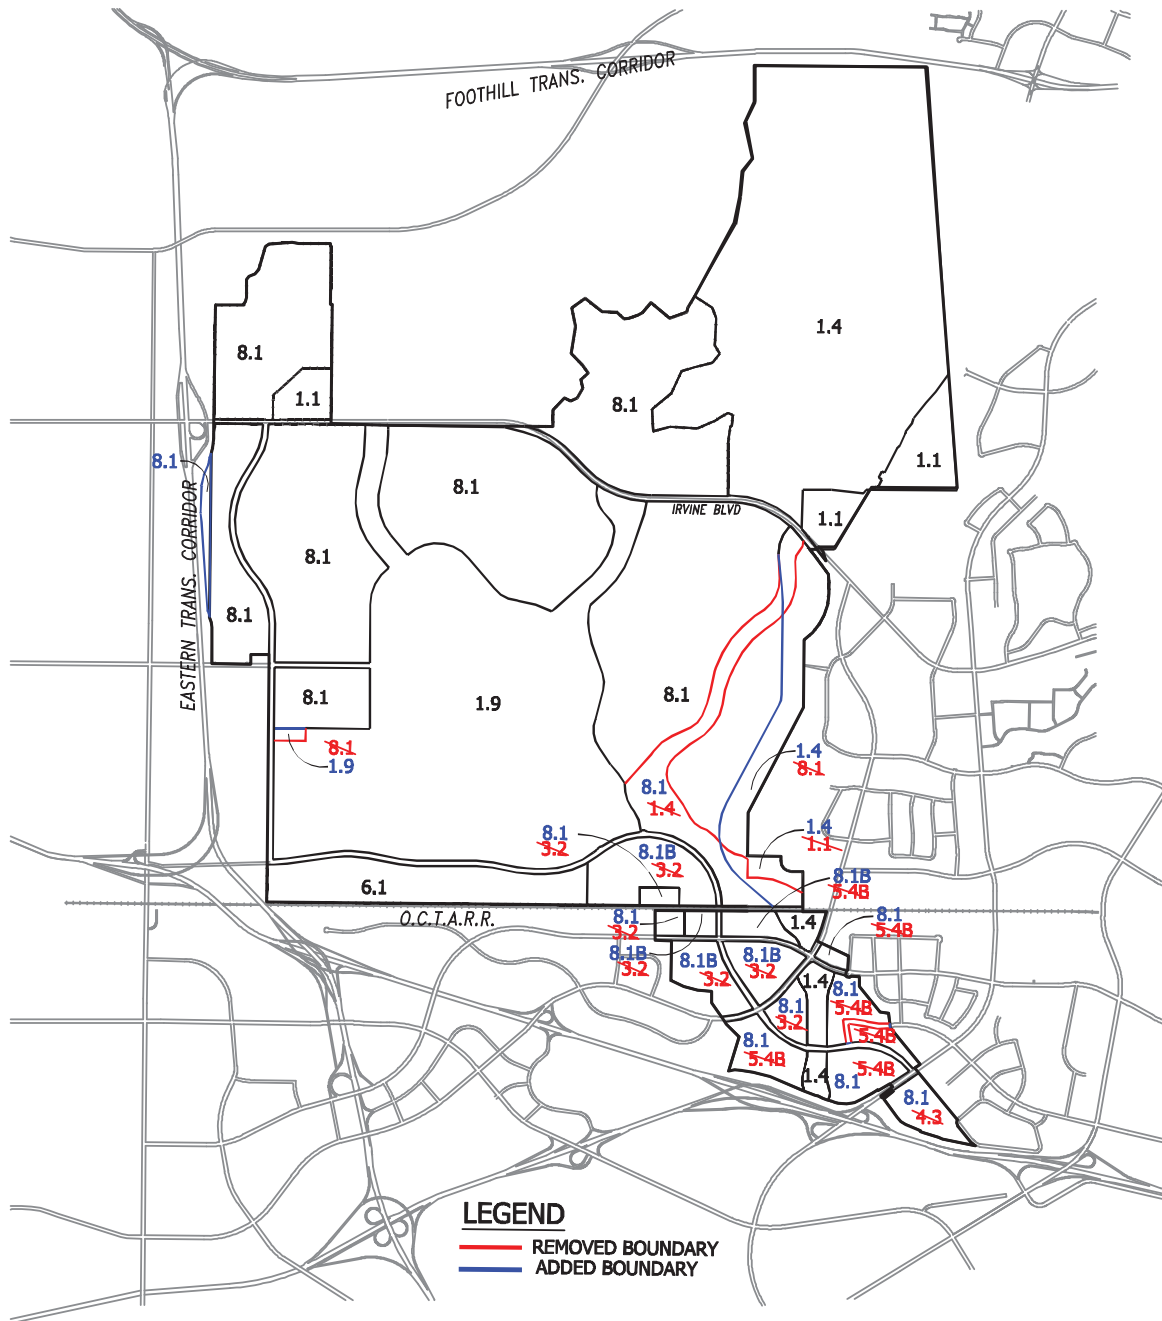 FOOTHILL TRANS. CORRIDOR
1.4
8.1
1.1
8.1
8.1
EASTERN TRANS. CORRIDOR
1.1
8.1
IRVINE BLVD
1.1
8.1
8.1
8.1
8.1
1.9
8.1
1.9
1.4
8.1
8.1
1.4
1.4
1.1
8.1
3.2
8.1B
3.2
8.1B
5.4B
6.1
O.C.T.A.R.R.
8.1
3.2
1.4
8.1
5.4B
8.1B
3.2
8.1B
3.2
8.1B
3.2
1.4
8.1
5.4B
8.1
3.2
5.4B
8.1
5.4B
1.4
5.4B
8.1
8.1
4.3
LEGEND
REMOVED BOUNDARY
ADDED BOUNDARY